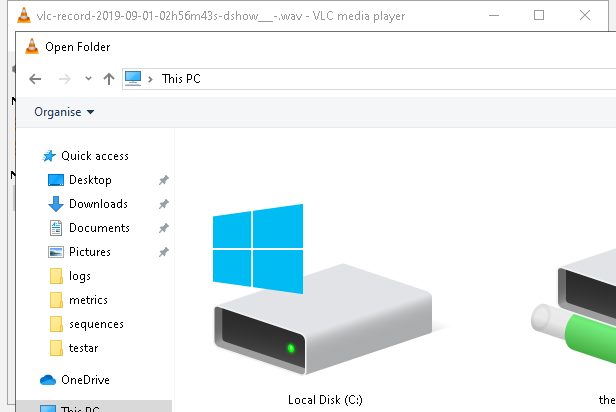 vlc-record-2019-09-01-02h56m43s-dshow___-.wav - VLC media player
Open Folder
This PC
Organise
Quick access
Desktop
Downloads
Documents
Pictures
logs
metrics
sequences
testar
OneDrive
This PC
Local Disk (C:)
the